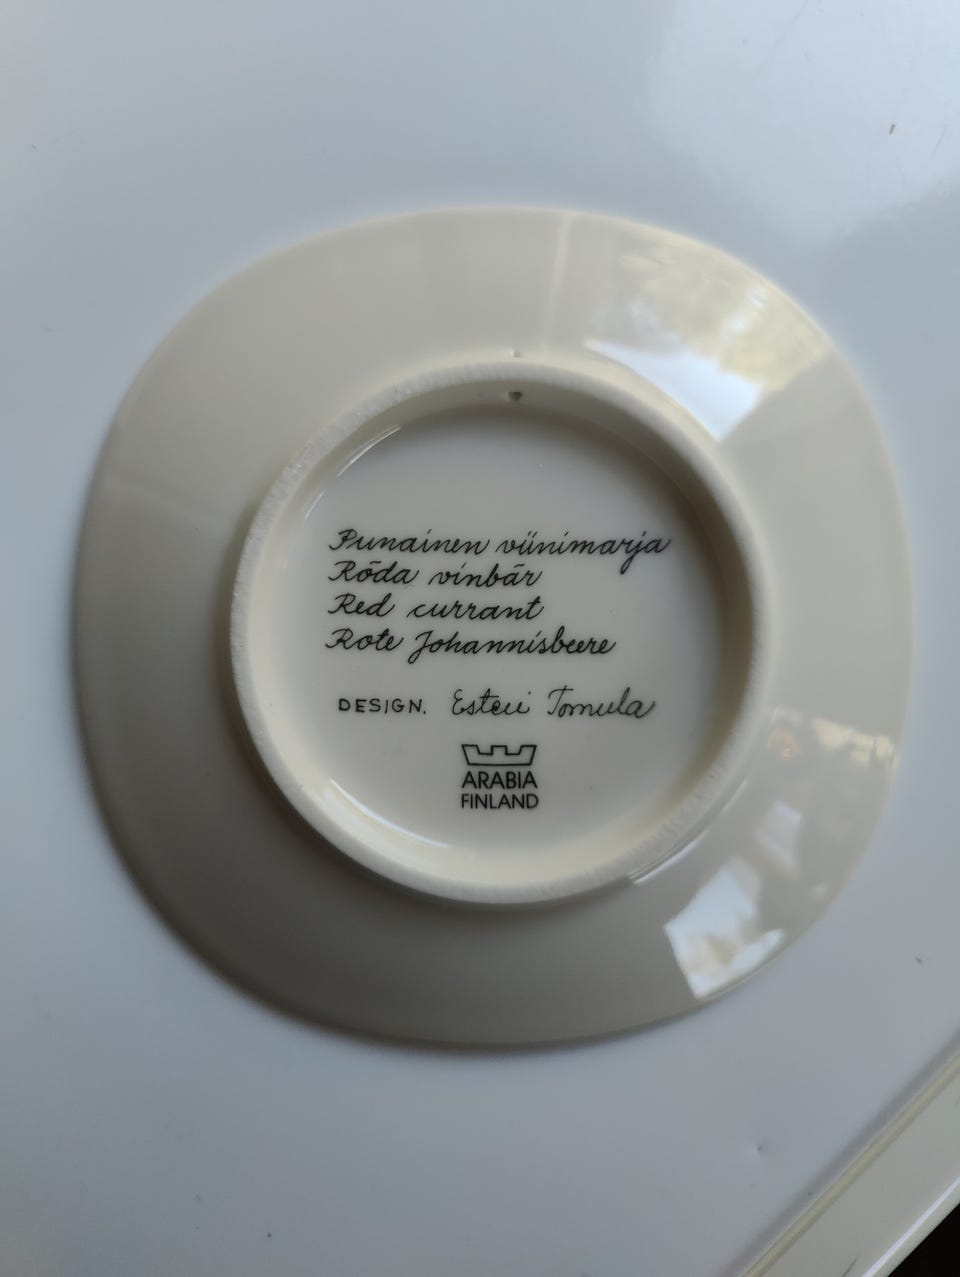 Punainen viinimarja
Röda vinbär
Red currant
Rote Johannisbeere
DESIGN. Esteri Tomula
ARABIA
FINLAND